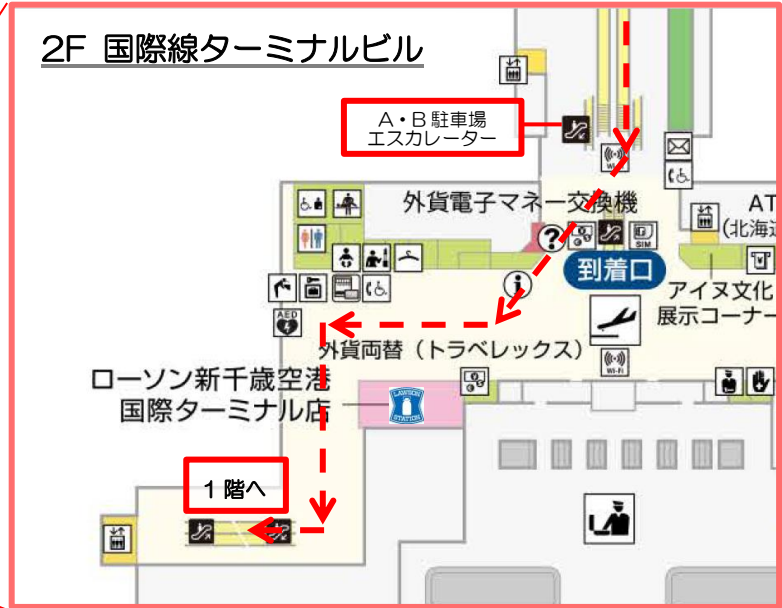 2F 国際線ターミナルビル
A・B 駐車場
エスカレーター
Wi-Fi
外貨電子マネー交換機
AT
(北海道
?
SIM
到着口
i
アイヌ文化
展示コーナー
AED
外貨両替(トラベレックス)
WI-FI
ローソン新千歳空港
国際ターミナル店
LAWSON
STATION
1 階へ